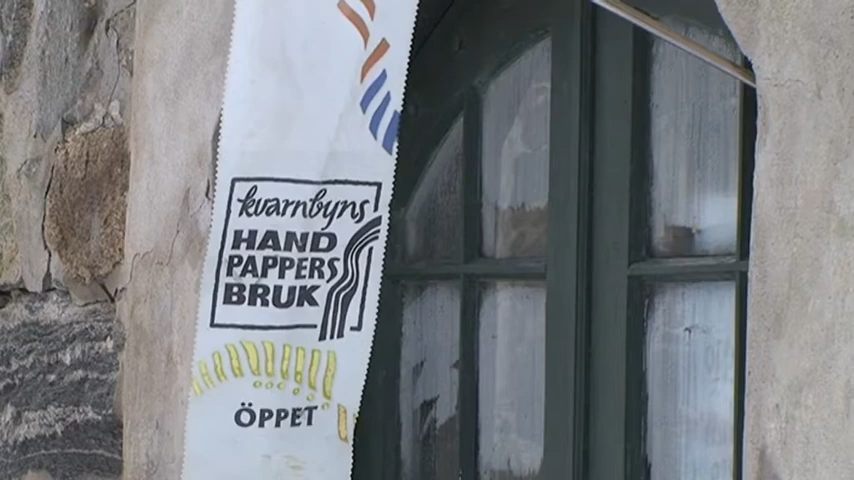 kvarnbyns
HAND
PAPPERS
BRUK
ÖPPET